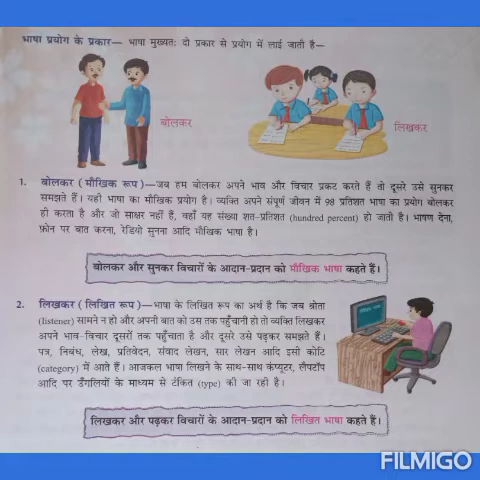 भाषा प्रयोग के प्रकार— भाषा मुख्यतः दो प्रकार से प्रयोग में लाई जाती है—
बोलकर
लिखकर
1. बोलकर (मौखिक रूप)—जब हम बोलकर अपने भाव और विचार प्रकट करते हैं तो दूसरे उसे सुनकर
समझते हैं। यही भाषा का मौखिक प्रयोग है। व्यक्ति अपने संपूर्ण जीवन में 98 प्रतिशत भाषा का प्रयोग बोलकर
ही करता है और जो साक्षर नहीं हैं, वहाँ यह संख्या शत-प्रतिशत (hundred percent) हो जाती है। भाषण देना,
फ़ोन पर बात करना, रेडियो सुनना आदि मौखिक भाषा है।
बोलकर और सुनकर विचारों के आदान-प्रदान को मौखिक भाषा कहते हैं।
2. लिखकर (लिखित रूप)—भाषा के लिखित रूप का अर्थ है कि जब श्रोता
(listener) सामने न हो और अपनी बात को उस तक पहुँचानी हो तो व्यक्ति लिखकर
अपने भाव-विचार दूसरों तक पहुँचाता है और दूसरे उसे पढ़कर समझते हैं।
पत्र, निबंध, लेख, प्रतिवेदन, संवाद लेखन, सार लेखन आदि इसी कोटि
(category) में आते हैं। आजकल भाषा लिखने के साथ-साथ कंप्यूटर, लैपटॉप
आदि पर उँगलियों के माध्यम से टंकित (type) की जा रही है।
लिखकर और पढ़कर विचारों के आदान-प्रदान को लिखित भाषा कहते हैं।
FILMIGO